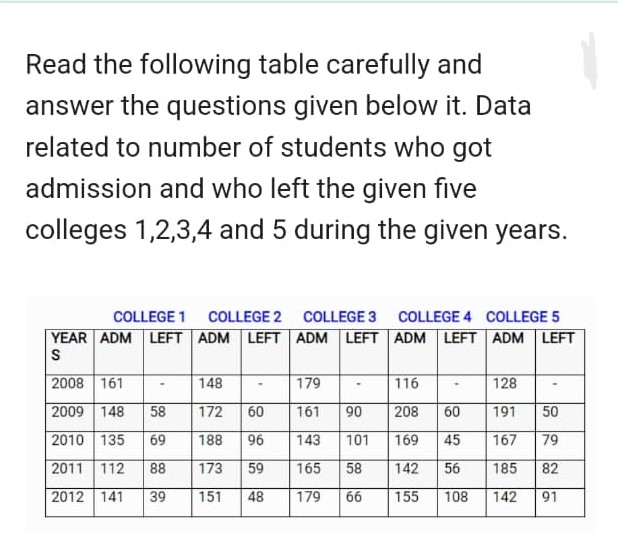 Read the following table carefully and
answer the questions given below it. Data
related to number of students who got
admission and who left the given five
colleges 1,2,3,4 and 5 during the given years.
COLLEGE 1 COLLEGE 2 COLLEGE 3 COLLEGE 4 COLLEGE 5
YEAR ADM LEFT ADM LEFT ADM LEFT ADM LEFT ADM LEFT
S
2008 161 - 148 - 179 - 116 - 128 -
2009 148 58 172 60 161 90 208 60 191 50
2010 135 69 188 96 143 101 169 45 167 79
2011 112 88 173 59 165 58 142 56 185 82
2012 141 39 151 48 179 66 155 108 142 91